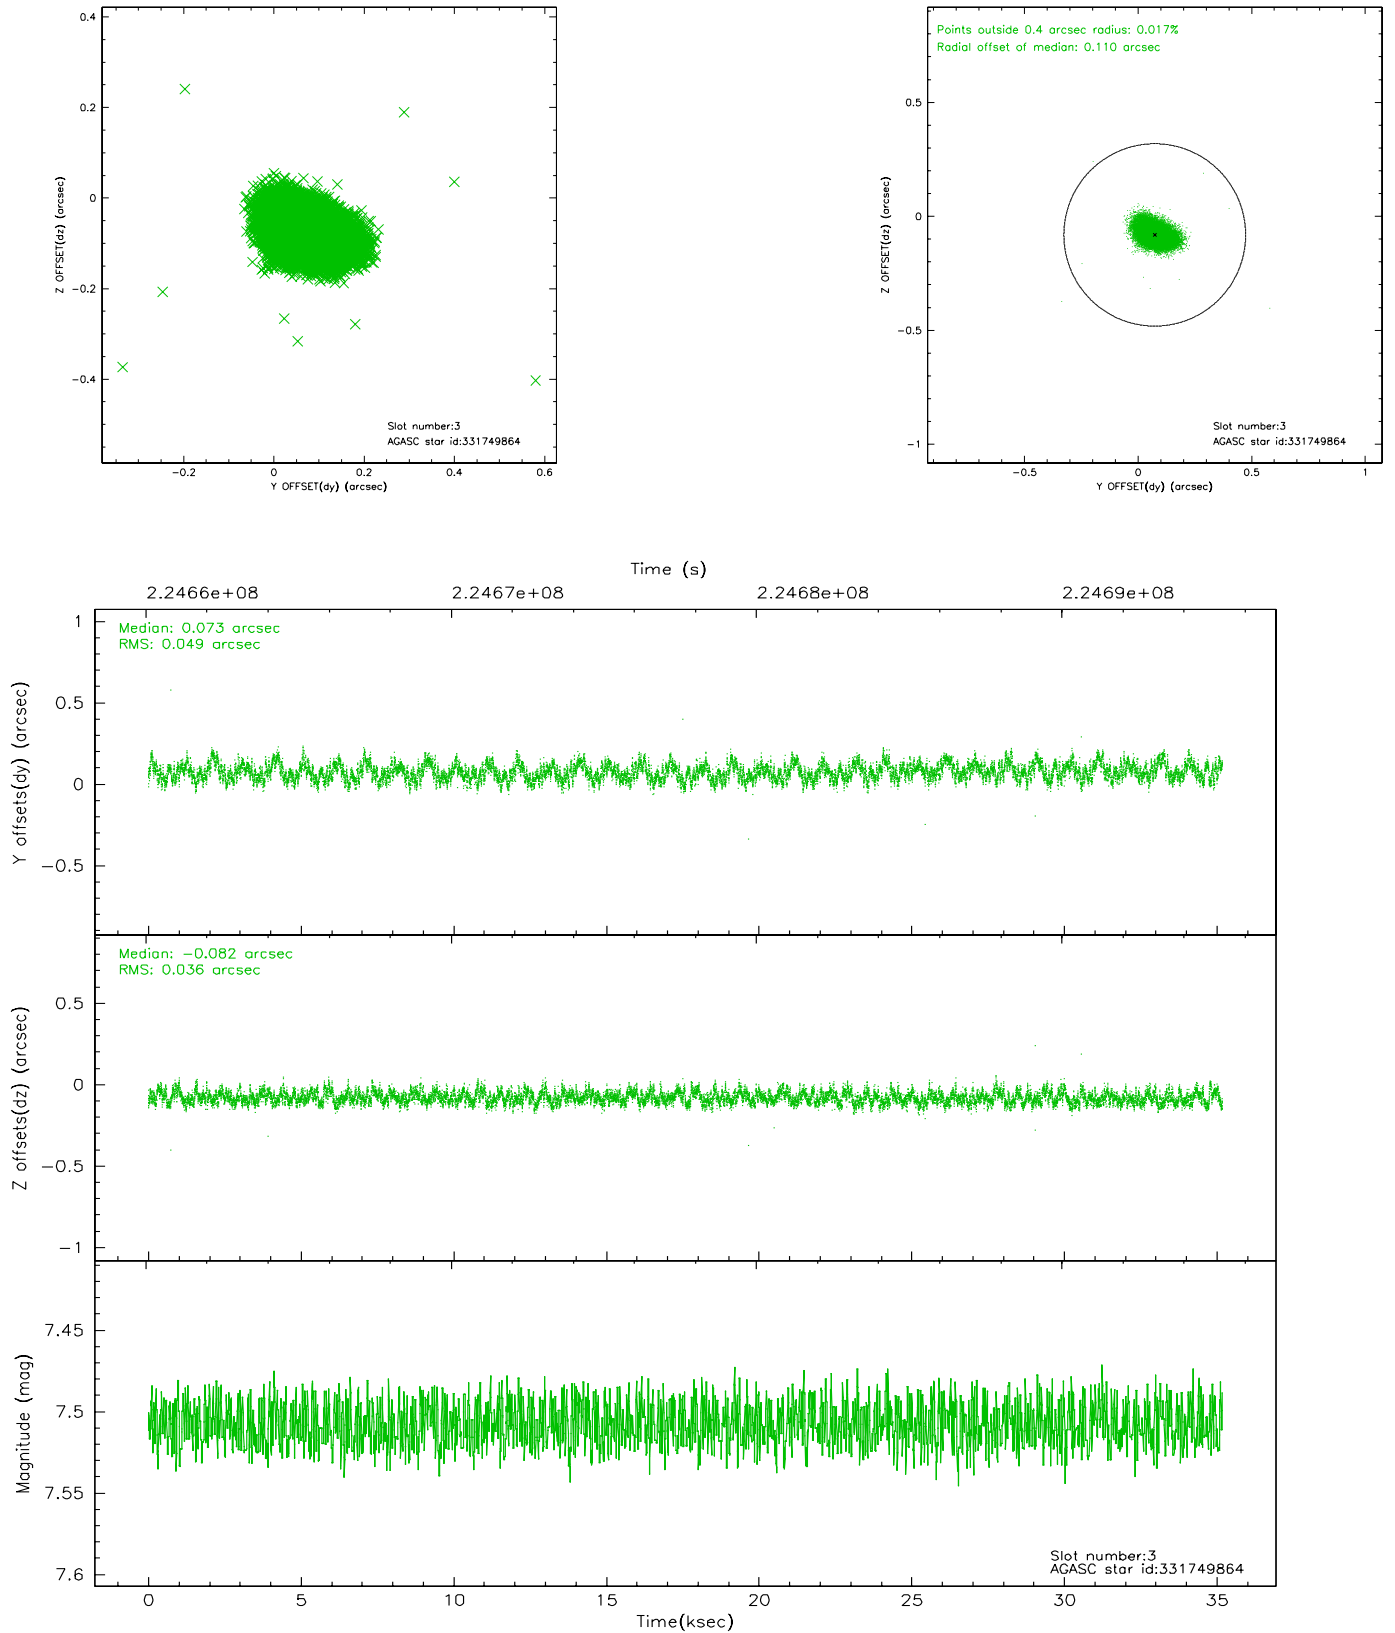 0.4
0.2
0
−0.2
−0.4
Z OFFSET(dz) (arcsec)
Slot number:3
AGASC star id:331749864
−0.2 0 0.2 0.4 0.6
Y OFFSET(dy) (arcsec)
Points outside 0.4 arcsec radius: 0.017%
Radial offset of median: 0.110 arcsec
0.5
0
−0.5
−1
Z OFFSET(dz) (arcsec)
Slot number:3
AGASC star id:331749864
−0.5 0 0.5 1
Y OFFSET(dy) (arcsec)
Time (s)
2.2466e+08 2.2467e+08 2.2468e+08 2.2469e+08
Median: 0.073 arcsec
RMS: 0.049 arcsec
1
0.5
0
−0.5
Y offsets(dy) (arcsec)
Median: −0.082 arcsec
RMS: 0.036 arcsec
0.5
0
−0.5
−1
Z offsets(dz) (arcsec)
7.45
7.5
7.55
7.6
Magnitude (mag)
Slot number:3
AGASC star id:331749864
0 5 10 15 20 25 30 35
Time(ksec)